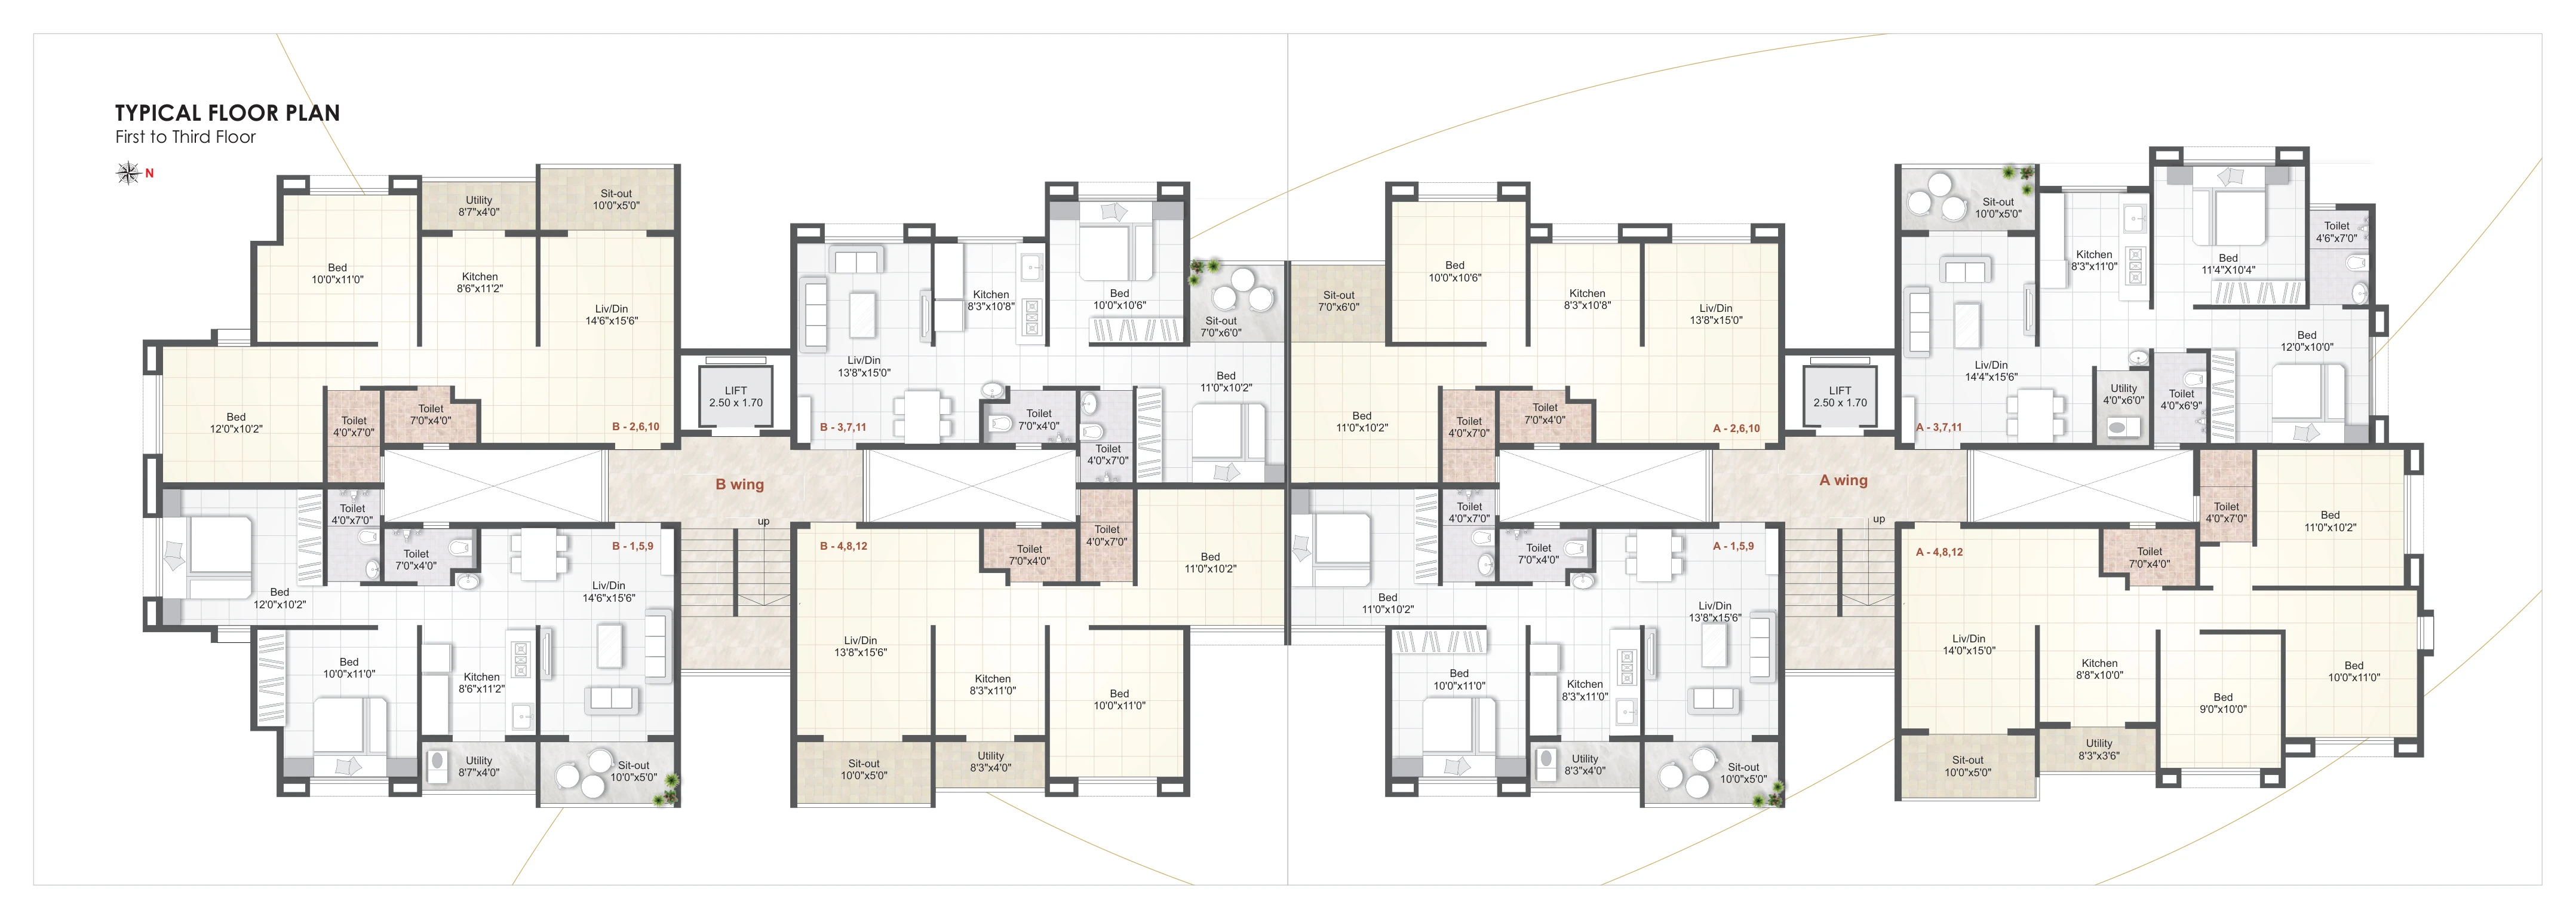 TYPICAL FLOOR PLAN
First to Third Floor
N
Bed
10'0"x11'0"
Utility
8'7"x4'0"
Sit-out
10'0"x5'0"
Kitchen
8'6"x11'2"
Liv/Din
14'6"x15'6"
Bed
12'0"x10'2"
Toilet
4'0"x7'0"
Toilet
7'0"x4'0"
B - 2,6,10
LIFT
2.50 x 1.70
Liv/Din
13'8"x15'0"
Kitchen
8'3"x10'8"
Bed
10'0"x10'6"
Sit-out
7'0"x6'0"
Bed
11'0"x10'2"
Toilet
7'0"x4'0"
Toilet
4'0"x7'0"
B - 3,7,11
B wing
up
Toilet
4'0"x7'0"
Toilet
7'0"x4'0"
B - 1,5,9
Bed
12'0"x10'2"
Liv/Din
14'6"x15'6"
Bed
10'0"x11'0"
Kitchen
8'6"x11'2"
Utility
8'7"x4'0"
Sit-out
10'0"x5'0"
B - 4,8,12
Toilet
7'0"x4'0"
Toilet
4'0"x7'0"
Bed
11'0"x10'2"
Liv/Din
13'8"x15'6"
Kitchen
8'3"x11'0"
Bed
10'0"x11'0"
Sit-out
10'0"x5'0"
Utility
8'3"x4'0"
Sit-out
7'0"x6'0"
Bed
10'0"x10'6"
Kitchen
8'3"x10'8"
Liv/Din
13'8"x15'0"
Bed
11'0"x10'2"
Toilet
4'0"x7'0"
Toilet
7'0"x4'0"
A - 2,6,10
LIFT
2.50 x 1.70
Sit-out
10'0"x5'0"
Kitchen
8'3"x11'0"
Bed
11'4"X10'4"
Toilet
4'6"x7'0"
Bed
12'0"x10'0"
Liv/Din
14'4"x15'6"
Utility
4'0"x6'0"
Toilet
4'0"x6'9"
A - 3,7,11
A wing
up
Toilet
4'0"x7'0"
Toilet
7'0"x4'0"
A - 1,5,9
Bed
11'0"x10'2"
Liv/Din
13'8"x15'6"
Bed
10'0"x11'0"
Kitchen
8'3"x11'0"
Utility
8'3"x4'0"
Sit-out
10'0"x5'0"
A - 4,8,12
Toilet
7'0"x4'0"
Toilet
4'0"x7'0"
Bed
11'0"x10'2"
Liv/Din
14'0"x15'0"
Kitchen
8'8"x10'0"
Bed
9'0"x10'0"
Bed
10'0"x11'0"
Sit-out
10'0"x5'0"
Utility
8'3"x3'6"